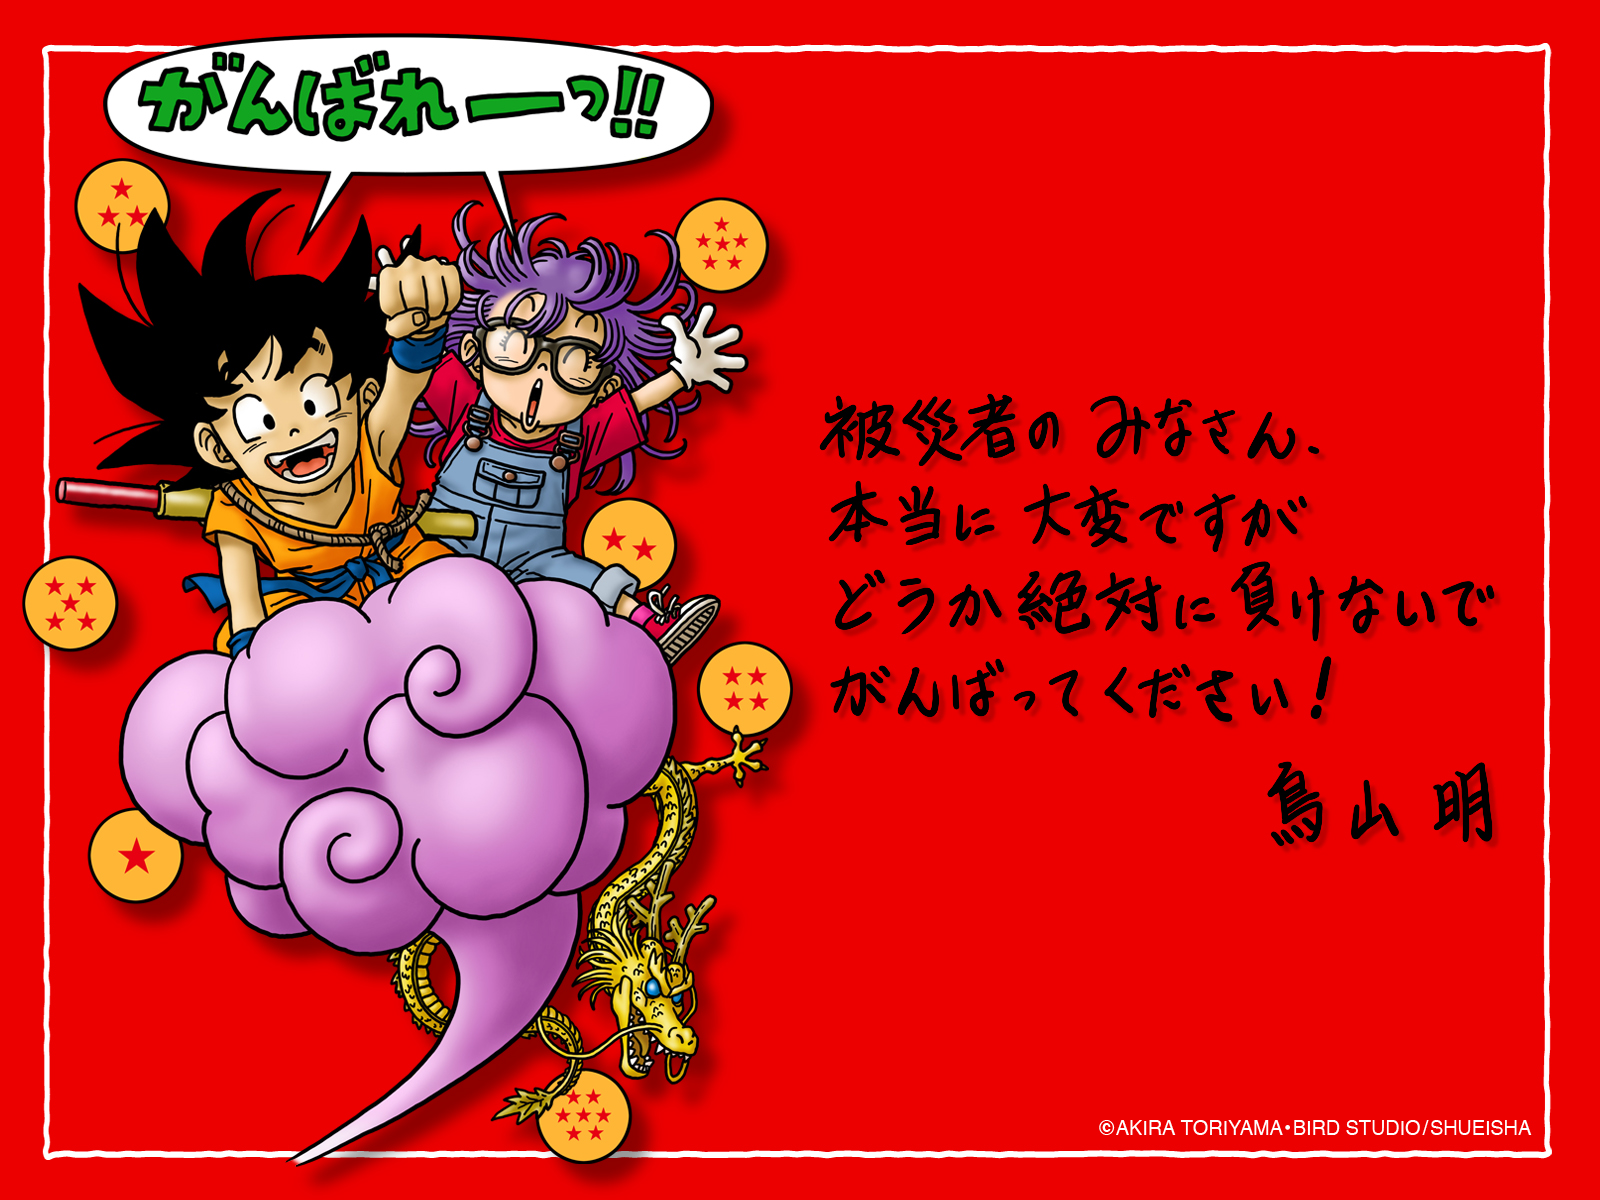 がんばれーっ!!
被災者のみなさん、
本当に大変ですが
どうか絶対に負けないで
がんばってください!
鳥山明
©AKIRA TORIYAMA・BIRD STUDIO/SHUEISHA